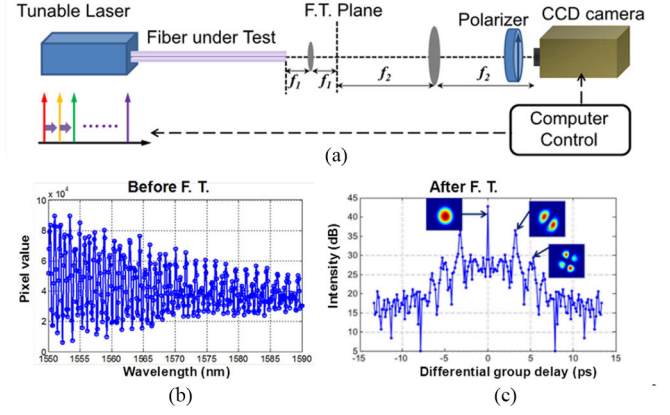 Tunable Laser
Fiber under Test
F.T. Plane
Polarizer
CCD camera
f1
f1
f2
f2
Computer
Control
(a)
Before F. T.
x 10^4
Pixel value
10
8
6
4
2
0
1550 1555 1560 1565 1570 1575 1580 1585 1590
Wavelength (nm)
(b)
After F. T.
Intensity (dB)
45
40
35
30
25
20
15
10
5
-15 -10 -5 0 5 10 15
Differential group delay (ps)
(c)